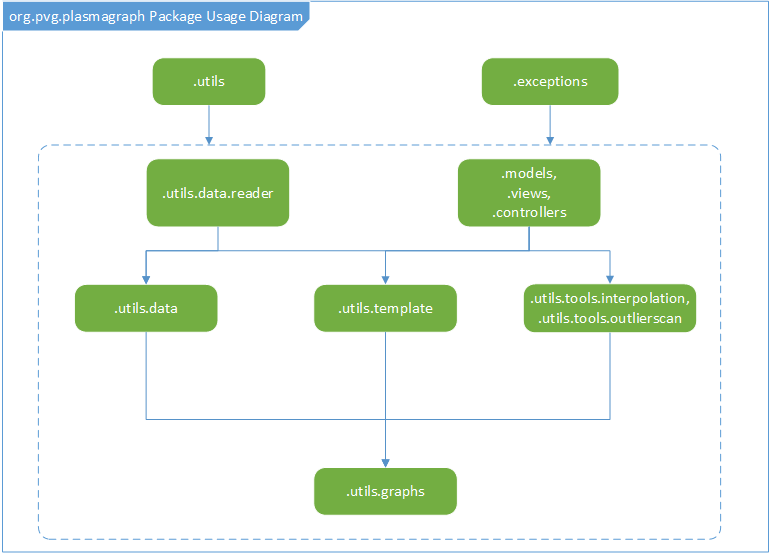 org.pvg.plasmagraph Package Usage Diagram
.utils
.exceptions
.utils.data.reader
.models,
.views,
.controllers
.utils.data
.utils.template
.utils.tools.interpolation,
.utils.tools.outlierscan
.utils.graphs